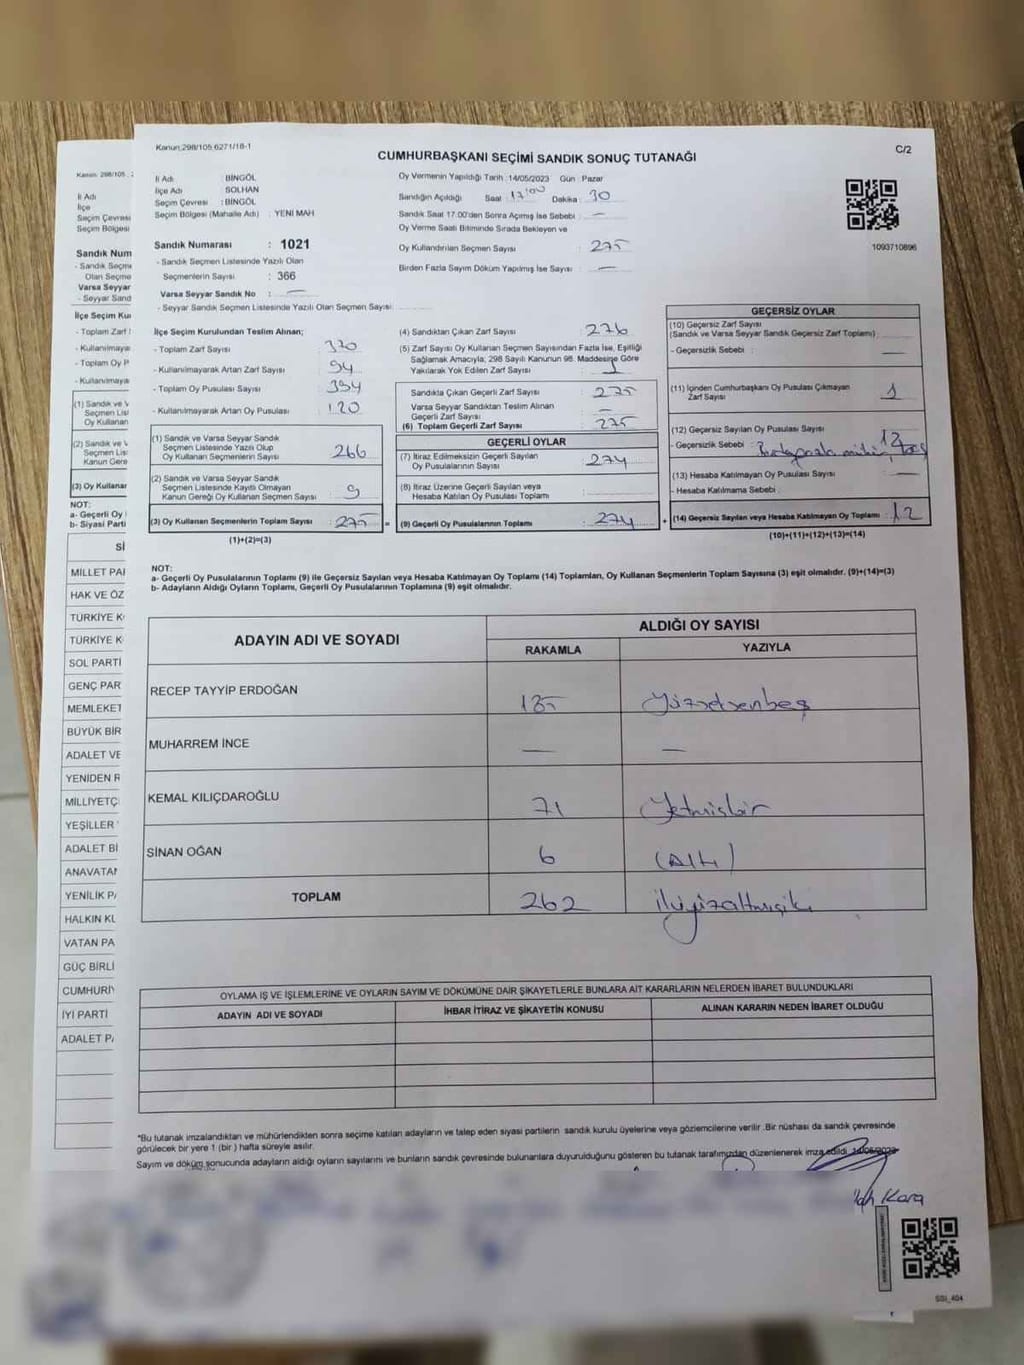 Kanun 298/105 6271/18-1
C/2
CUMHURBAŞKANI SEÇİMİ SANDIK SONUÇ TUTANAĞI
İl Adı : BİNGÖL
İlçe Adı SOLHAN
Seçim Çevresi : BİNGÖL
Seçim Bölgesi (Mahalle Adı) : YENİ MAH
Sandık Numarası : 1021
- Sandık Seçmen Listesinde Yazılı Olan
Seçmenlerin Sayısı : 366
Varsa Seyyar Sandık No : —
- Seyyar Sandık Seçmen Listesinde Yazılı Olan Seçmen Sayısı:
Oy Vermenin Yapıldığı Tarih : 14/05/2023 Gün : Pazar
Sandığın Açıldığı Saat 17:00 Dakika : 30
Sandık Saat 17:00'den Sonra Açımış İse Sebebi : —
Oy Verme Saati Bitiminde Sırada Bekleyen ve
Oy Kullandırılan Seçmen Sayısı : 275
Birden Fazla Sayım Döküm Yapılmış İse Sayısı : —
1093710896
İlçe Seçim Kurulundan Teslim Alınan;
- Toplam Zarf Sayısı : 370
- Kullanılmayarak Artan Zarf Sayısı : 94
- Toplam Oy Pusulası Sayısı : 394
- Kullanılmayarak Artan Oy Pusulası : 120
(1) Sandık ve Varsa Seyyar Sandık
Seçmen Listesinde Yazılı Olup
Oy Kullanan Seçmenlerin Sayısı : 266
(2) Sandık ve Varsa Seyyar Sandık
Seçmen Listesinde Kayıtlı Olmayan
Kanun Gereği Oy Kullanan Seçmen Sayısı : 9
(3) Oy Kullanan Seçmenlerin Toplam Sayısı : 275 =
(1)+(2)=(3)
(4) Sandıktan Çıkan Zarf Sayısı : 276
(5) Zarf Sayısı Oy Kullanan Seçmen Sayısından Fazla İse, Eşitliği
Sağlamak Amacıyla; 298 Sayılı Kanunun 98. Maddesine Göre
Yakılarak Yok Edilen Zarf Sayısı : 1
Sandıkta Çıkan Geçerli Zarf Sayısı : 275
Varsa Seyyar Sandıktan Teslim Alınan
Geçerli Zarf Sayısı : —
(6) Toplam Geçerli Zarf Sayısı : 275
GEÇERLİ OYLAR
(7) İtiraz Edilmeksizin Geçerli Sayılan
Oy Pusulalarının Sayısı : 274
(8) İtiraz Üzerine Geçerli Sayılan veya
Hesaba Katılan Oy Pusulası Toplamı :
(9) Geçerli Oy Pusulalarının Toplamı : 274 +
GEÇERSİZ OYLAR
(10) Geçersiz Zarf Sayısı
(Sandık ve Varsa Seyyar Sandık Geçersiz Zarf Toplamı)
- Geçersizlik Sebebi : —
(11) İçinden Cumhurbaşkanı Oy Pusulası Çıkmayan
Zarf Sayısı : 1
(12) Geçersiz Sayılan Oy Pusulası Sayısı : 12
- Geçersizlik Sebebi :
(13) Hesaba Katılmayan Oy Pusulası Sayısı : —
- Hesaba Katılmama Sebebi :
(14) Geçersiz Sayılan veya Hesaba Katılmayan Oy Toplamı : 12
(10)+(11)+(12)+(13)=(14)
NOT:
a- Geçerli Oy Pusulalarının Toplamı (9) ile Geçersiz Sayılan veya Hesaba Katılmayan Oy Toplamı (14) Toplamları, Oy Kullanan Seçmenlerin Toplam Sayısına (3) eşit olmalıdır. (9)+(14)=(3)
b- Adayların Aldığı Oyların Toplamı, Geçerli Oy Pusulalarının Toplamına (9) eşit olmalıdır.
ADAYIN ADI VE SOYADI
ALDIĞI OY SAYISI
RAKAMLA YAZIYLA
RECEP TAYYİP ERDOĞAN 185 Yüzseksenbeş
MUHARREM İNCE — —
KEMAL KILIÇDAROĞLU 71 Yetmişbir
SİNAN OĞAN 6 (Altı)
TOPLAM 262 ikiyüzaltmışiki
OYLAMA İŞ VE İŞLEMLERİNE VE OYLARIN SAYIM VE DÖKÜMÜNE DAİR ŞİKAYETLERLE BUNLARA AİT KARARLARIN NELERDEN İBARET BULUNDUKLARI
ADAYIN ADI VE SOYADI İHBAR İTİRAZ VE ŞİKAYETİN KONUSU ALINAN KARARIN NEDEN İBARET OLDUĞU
*Bu tutanak imzalandıktan ve mühürlendikten sonra seçime katılan adayların ve talep eden siyasi partilerin sandık kurulu üyelerine veya gözlemcilerine verilir .Bir nüshası da sandık çevresinde
görülecek bir yere 1 (bir ) hafta süreyle asılır.
Sayım ve döküm sonucunda adayların aldığı oyların sayılarını ve bunların sandık çevresinde bulunanlara duyurulduğunu gösteren bu tutanak tarafımızdan düzenlenerek imza edildi. 14/05/2023
Kara
SSI_404
Kanun 298/105
İl Adı
İlçe
Seçim Çevresi
Seçim Bölgesi
Sandık Num
- Sandık Seçme
Olan Seçme
Varsa Seyyar
- Seyyar Sand
İlçe Seçim Ku
- Toplam Zarf
- Kullanılmaya
- Toplam Oy P
- Kullanılmaya
(1) Sandık ve V
Seçmen Lis
Oy Kullanan
(2) Sandık ve
Seçmen Lis
Kanun Gere
(3) Oy Kullanar
NOT:
a- Geçerli Oy
b- Siyasi Parti
Sİ
MİLLET PAR
HAK VE ÖZ
TÜRKİYE K
TÜRKİYE K
SOL PARTİ
GENÇ PAR
MEMLEKET
BÜYÜK BİR
ADALET VE
YENİDEN R
MİLLİYETÇ
YEŞİLLER
ADALET Bİ
ANAVATAN
YENİLİK PA
HALKIN KU
VATAN PA
GÜÇ BİRLİ
CUMHURİY
İYİ PARTİ
ADALET PA